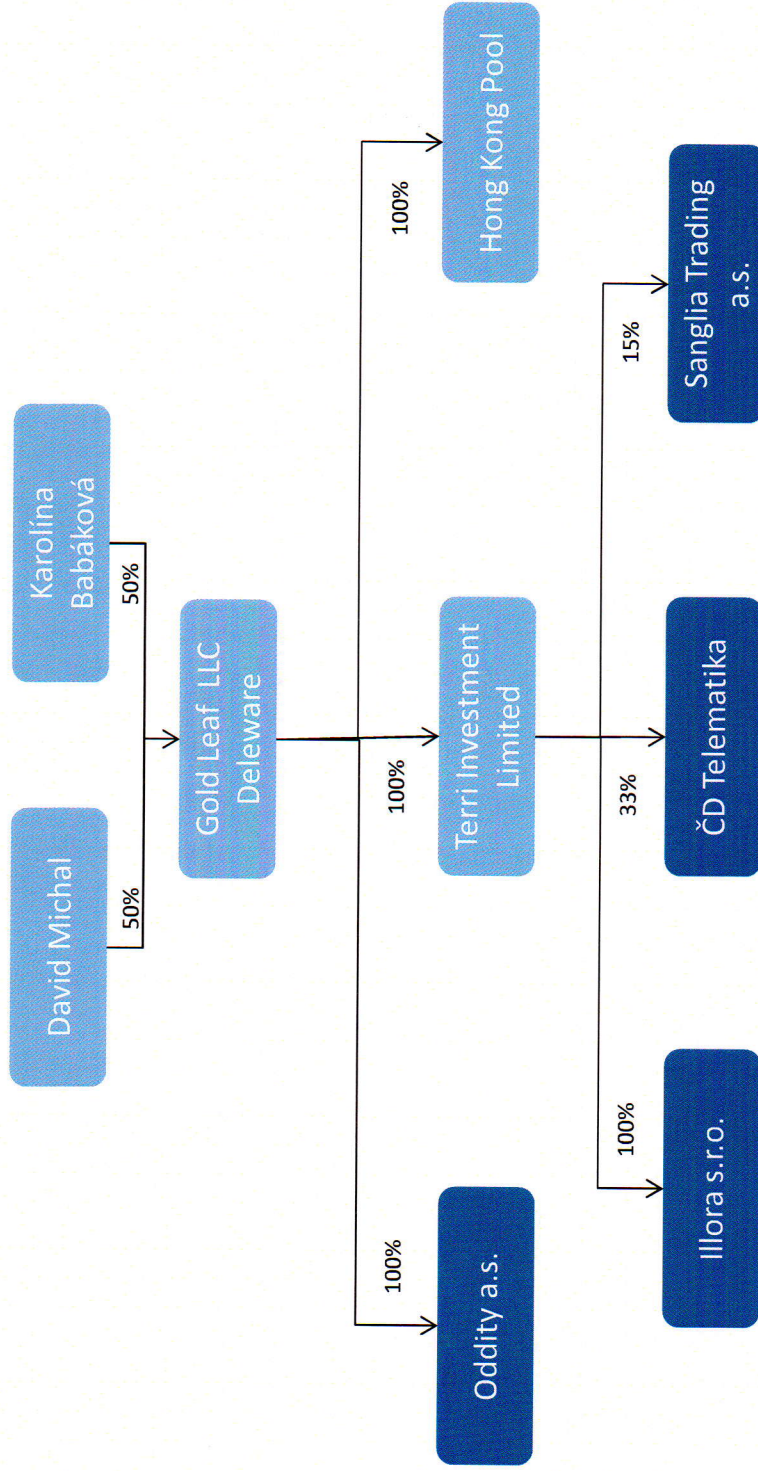 David Michal
Karolína
Babáková
50%
50%
Gold Leaf LLC
Deleware
100%
100%
100%
Oddity a.s.
Terri Investment
Limited
Hong Kong Pool
100%
33%
15%
Illora s.r.o.
ČD Telematika
Sanglia Trading
a.s.